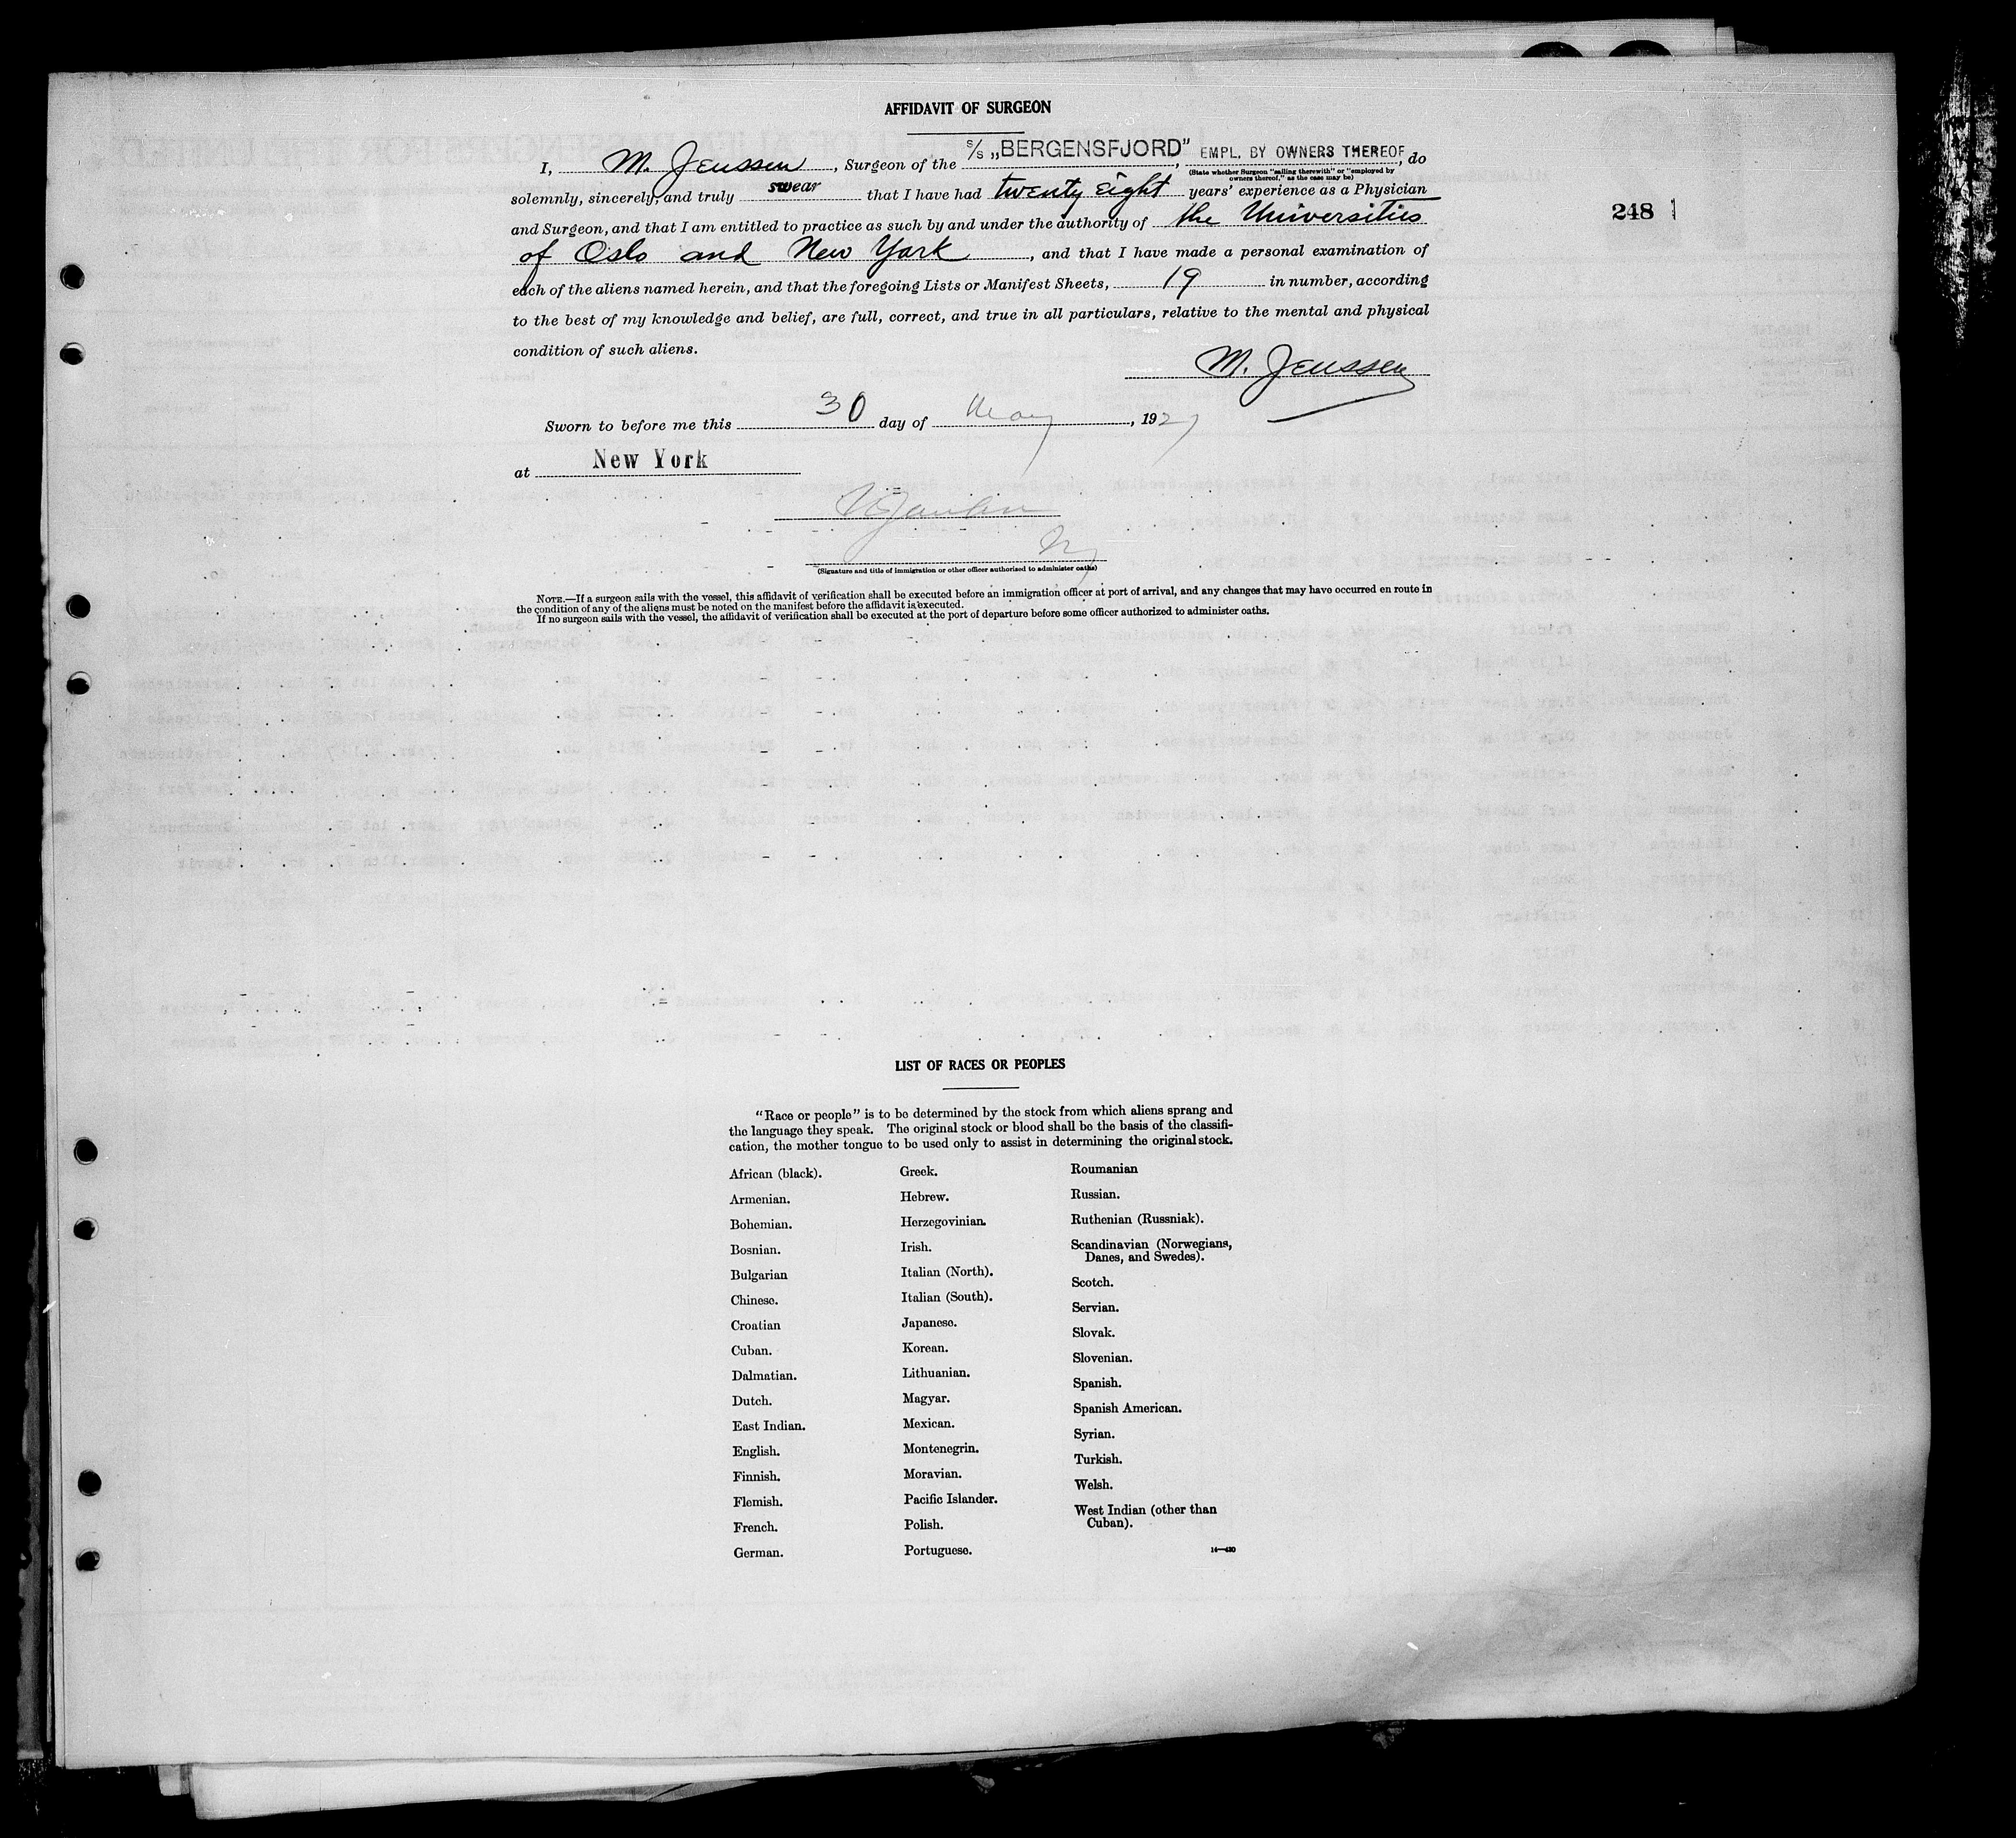 AFFIDAVIT OF SURGEON
I, M. Jenssen, Surgeon of the S/S „BERGENSFJORD", EMPL. BY OWNERS THEREOF, do
(State whether Surgeon "sailing therewith" or "employed by
owners thereof," as the case may be)
solemnly, sincerely, and truly swear that I have had twenty eight years' experience as a Physician
and Surgeon, and that I am entitled to practice as such by and under the authority of the Universities
248
of Oslo and New York, and that I have made a personal examination of
each of the aliens named herein, and that the foregoing Lists or Manifest Sheets, 19 in number, according
to the best of my knowledge and belief, are full, correct, and true in all particulars, relative to the mental and physical
condition of such aliens.
M. Jenssen
Sworn to before me this 30 day of May, 1927
at New York
(Signature and title of immigration or other officer authorized to administer oaths)
NOTE.—If a surgeon sails with the vessel, this affidavit of verification shall be executed before an immigration officer at port of arrival, and any changes that may have occurred en route in
the condition of any of the aliens must be noted on the manifest before the affidavit is executed.
If no surgeon sails with the vessel, the affidavit of verification shall be executed at the port of departure before some officer authorized to administer oaths.
LIST OF RACES OR PEOPLES
"Race or people" is to be determined by the stock from which aliens sprang and
the language they speak. The original stock or blood shall be the basis of the classifi-
cation, the mother tongue to be used only to assist in determining the original stock.
African (black).
Armenian.
Bohemian.
Bosnian.
Bulgarian
Chinese.
Croatian
Cuban.
Dalmatian.
Dutch.
East Indian.
English.
Finnish.
Flemish.
French.
German.
Greek.
Hebrew.
Herzegovinian.
Irish.
Italian (North).
Italian (South).
Japanese.
Korean.
Lithuanian.
Magyar.
Mexican.
Montenegrin.
Moravian.
Pacific Islander.
Polish.
Portuguese.
Roumanian
Russian.
Ruthenian (Russniak).
Scandinavian (Norwegians,
Danes, and Swedes).
Scotch.
Servian.
Slovak.
Slovenian.
Spanish.
Spanish American.
Syrian.
Turkish.
Welsh.
West Indian (other than
Cuban).
14—430